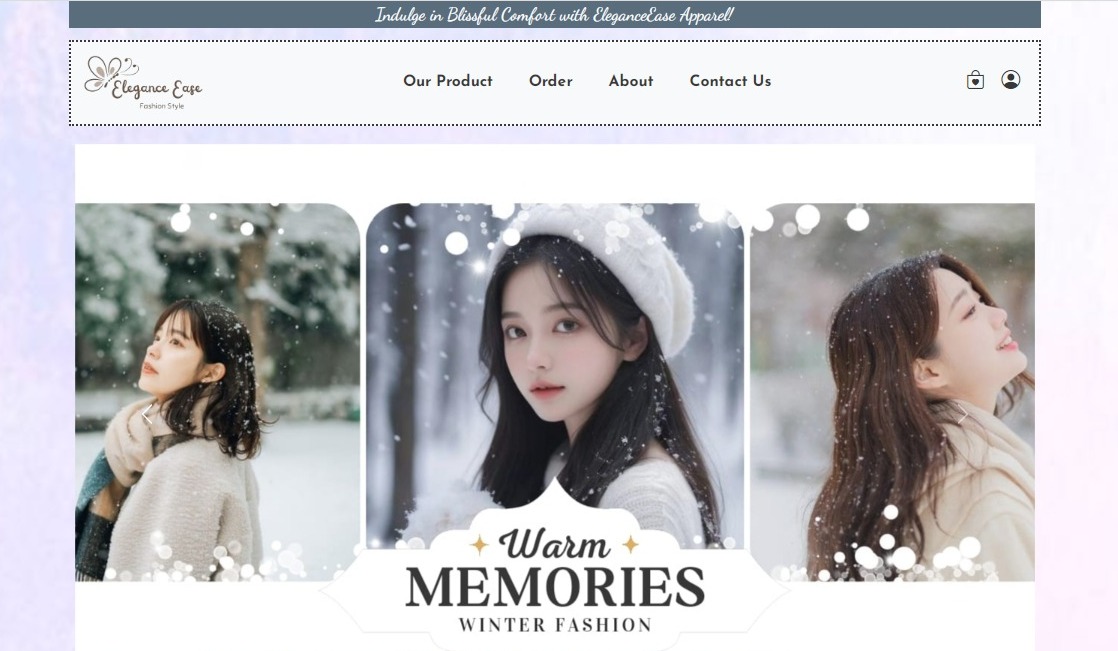 Indulge in Blissful Comfort with EleganceEase Apparel!
Elegance Ease
Fashion Style
Our Product
Order
About
Contact Us
Warm
MEMORIES
WINTER FASHION